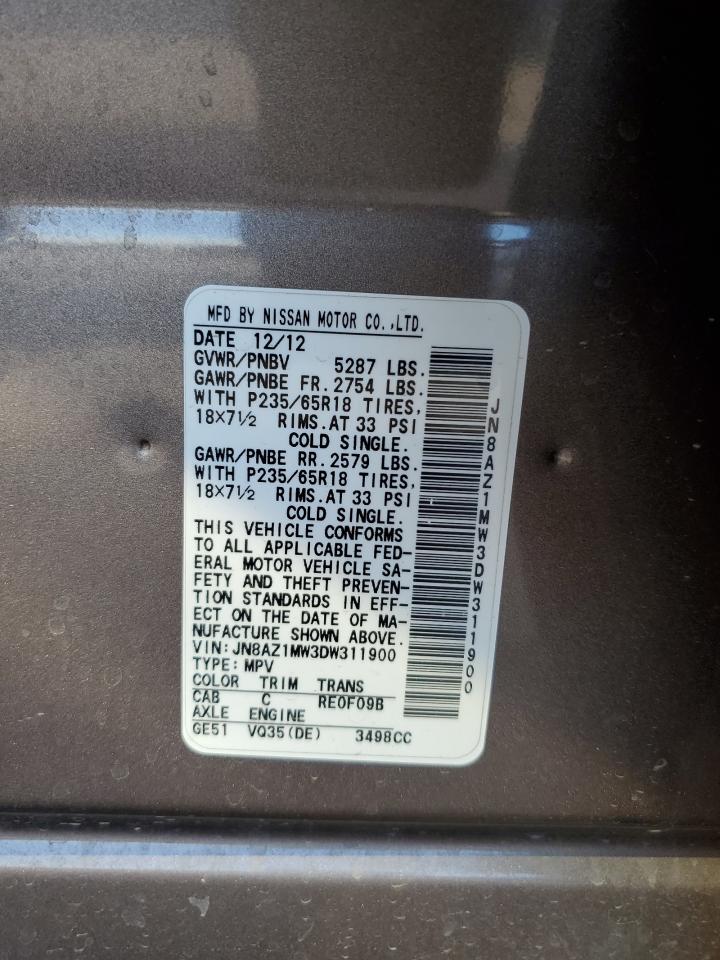 MFD BY NISSAN MOTOR CO.,LTD.
DATE 12/12
GVWR/PNBV 5287 LBS.
GAWR/PNBE FR. 2754 LBS.
WITH P235/65R18 TIRES,
18×7½ RIMS. AT 33 PSI
COLD SINGLE.
GAWR/PNBE RR. 2579 LBS.
WITH P235/65R18 TIRES,
18×7½ RIMS. AT 33 PSI
COLD SINGLE.
THIS VEHICLE CONFORMS
TO ALL APPLICABLE FED-
ERAL MOTOR VEHICLE SA-
FETY AND THEFT PREVEN-
TION STANDARDS IN EFF-
ECT ON THE DATE OF MA-
NUFACTURE SHOWN ABOVE.
VIN:JN8AZ1MW3DW311900
TYPE:MPV
COLOR TRIM TRANS
CAB C RE0F09B
AXLE ENGINE
GE51 VQ35(DE) 3498CC
JN8AZ1MW3DW311900